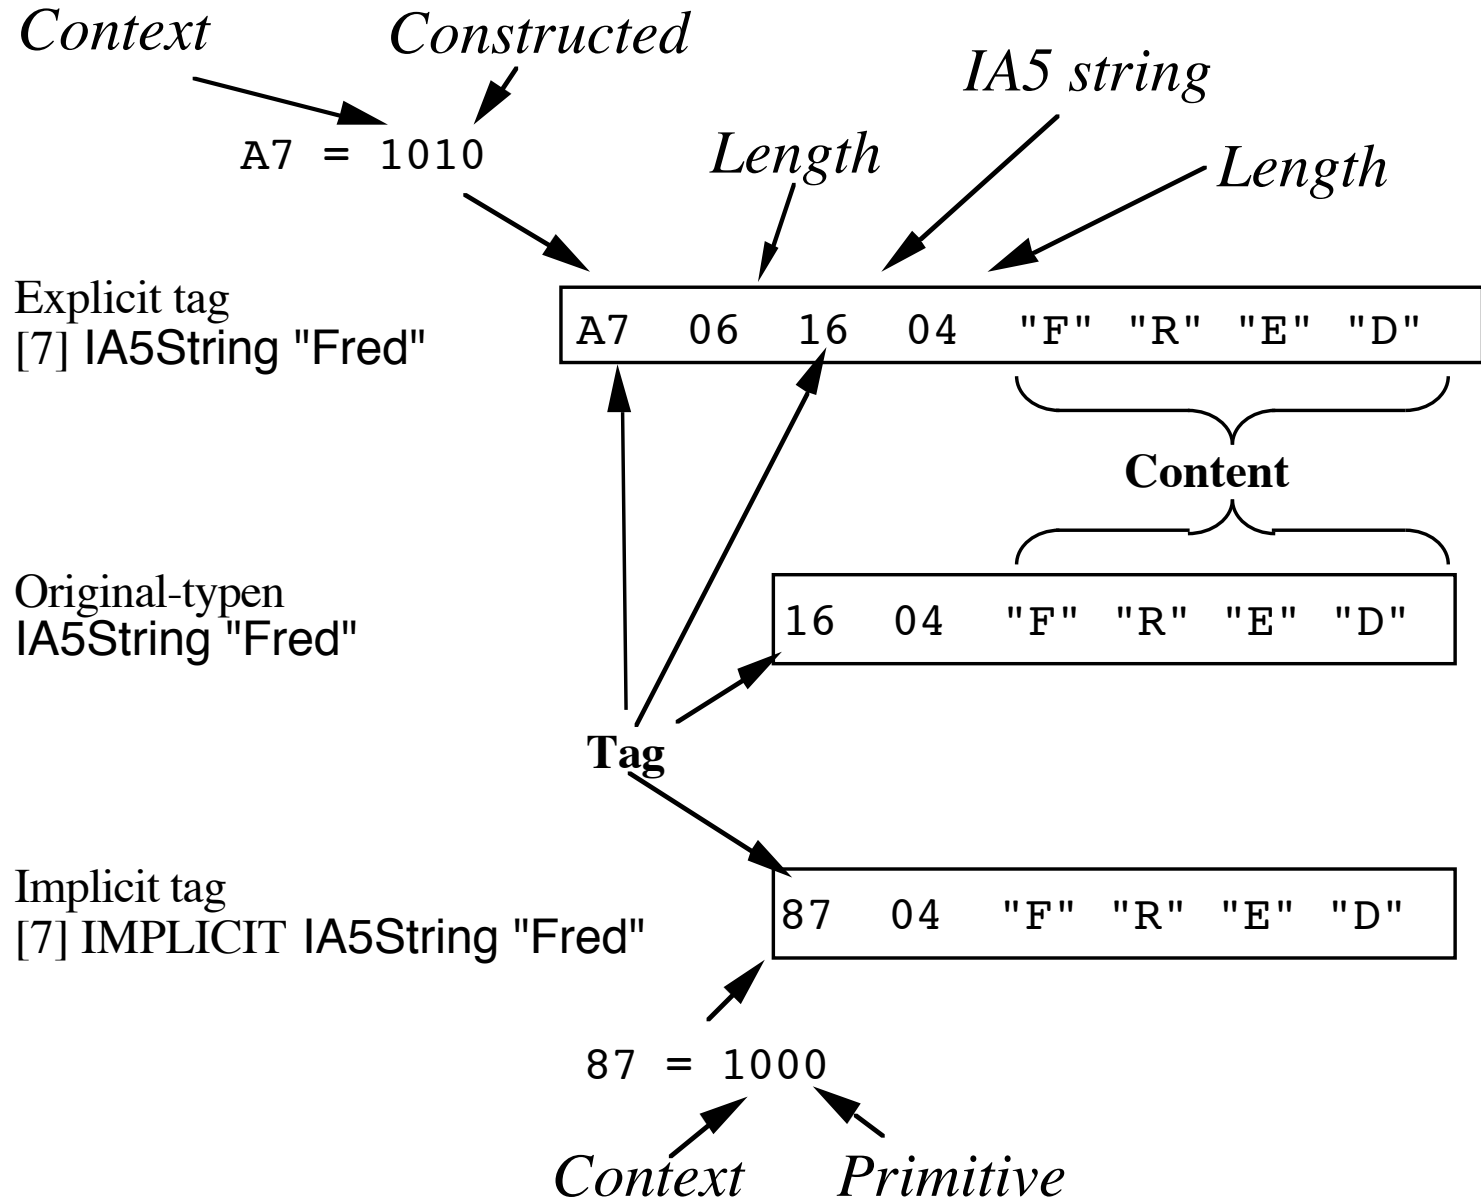 Context
Constructed
IA5 string
A7 = 1010
Length
Length
Explicit tag
[7] IA5String "Fred"
A7 06 16 04 "F" "R" "E" "D"
Content
Original-typen
IA5String "Fred"
16 04 "F" "R" "E" "D"
Tag
Implicit tag
[7] IMPLICIT IA5String "Fred"
87 04 "F" "R" "E" "D"
87 = 1000
Context
Primitive